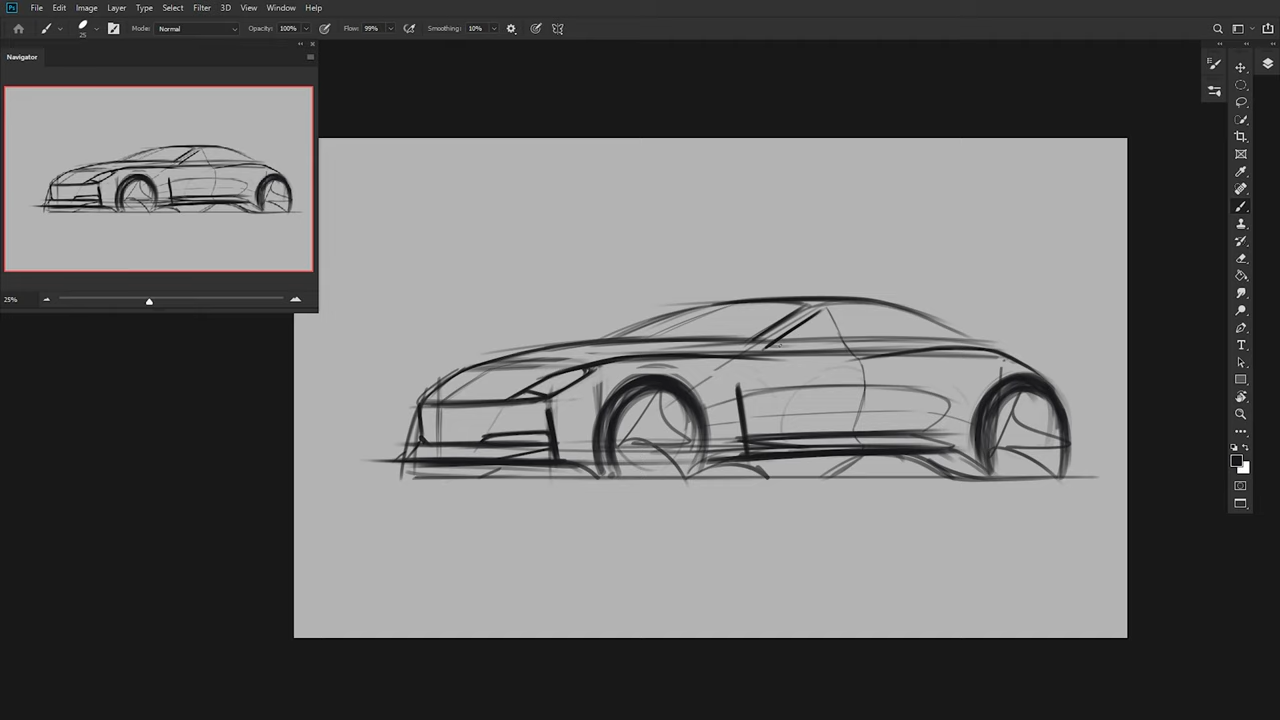 Ps File Edit Image Layer Type Select Filter 3D View Window Help
25 Mode: Normal Opacity: 100% Flow: 99% Smoothing: 10%
Navigator
25%